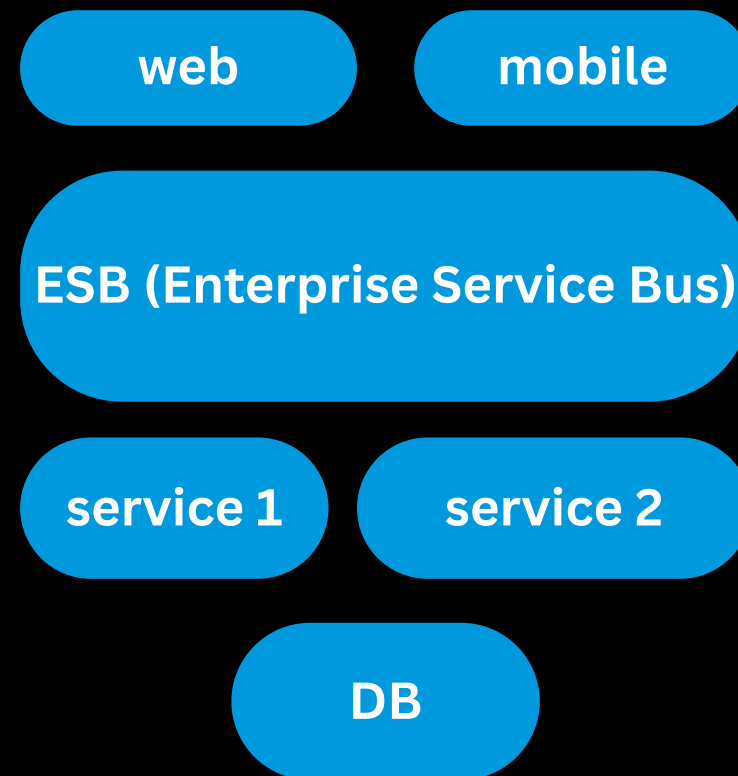 web
mobile
ESB (Enterprise Service Bus)
service 1
service 2
DB